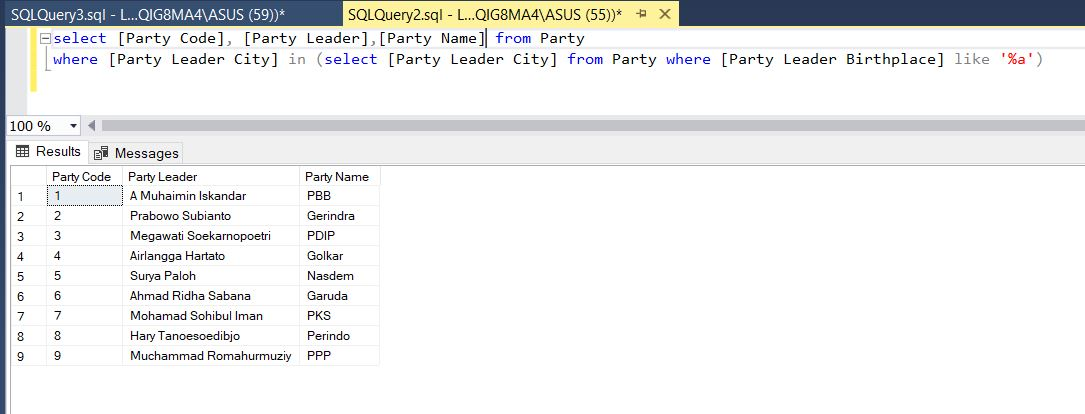 SQLQuery3.sql - L...QIG8MA4\ASUS (59))* SQLQuery2.sql - L...QIG8MA4\ASUS (55))*
select [Party Code], [Party Leader],[Party Name] from Party
where [Party Leader City] in (select [Party Leader City] from Party where [Party Leader Birthplace] like '%a')
100 %
Results Messages
Party Code Party Leader Party Name
1 1 A Muhaimin Iskandar PBB
2 2 Prabowo Subianto Gerindra
3 3 Megawati Soekarnopoetri PDIP
4 4 Airlangga Hartato Golkar
5 5 Surya Paloh Nasdem
6 6 Ahmad Ridha Sabana Garuda
7 7 Mohamad Sohibul Iman PKS
8 8 Hary Tanoesoedibjo Perindo
9 9 Muchammad Romahurmuziy PPP